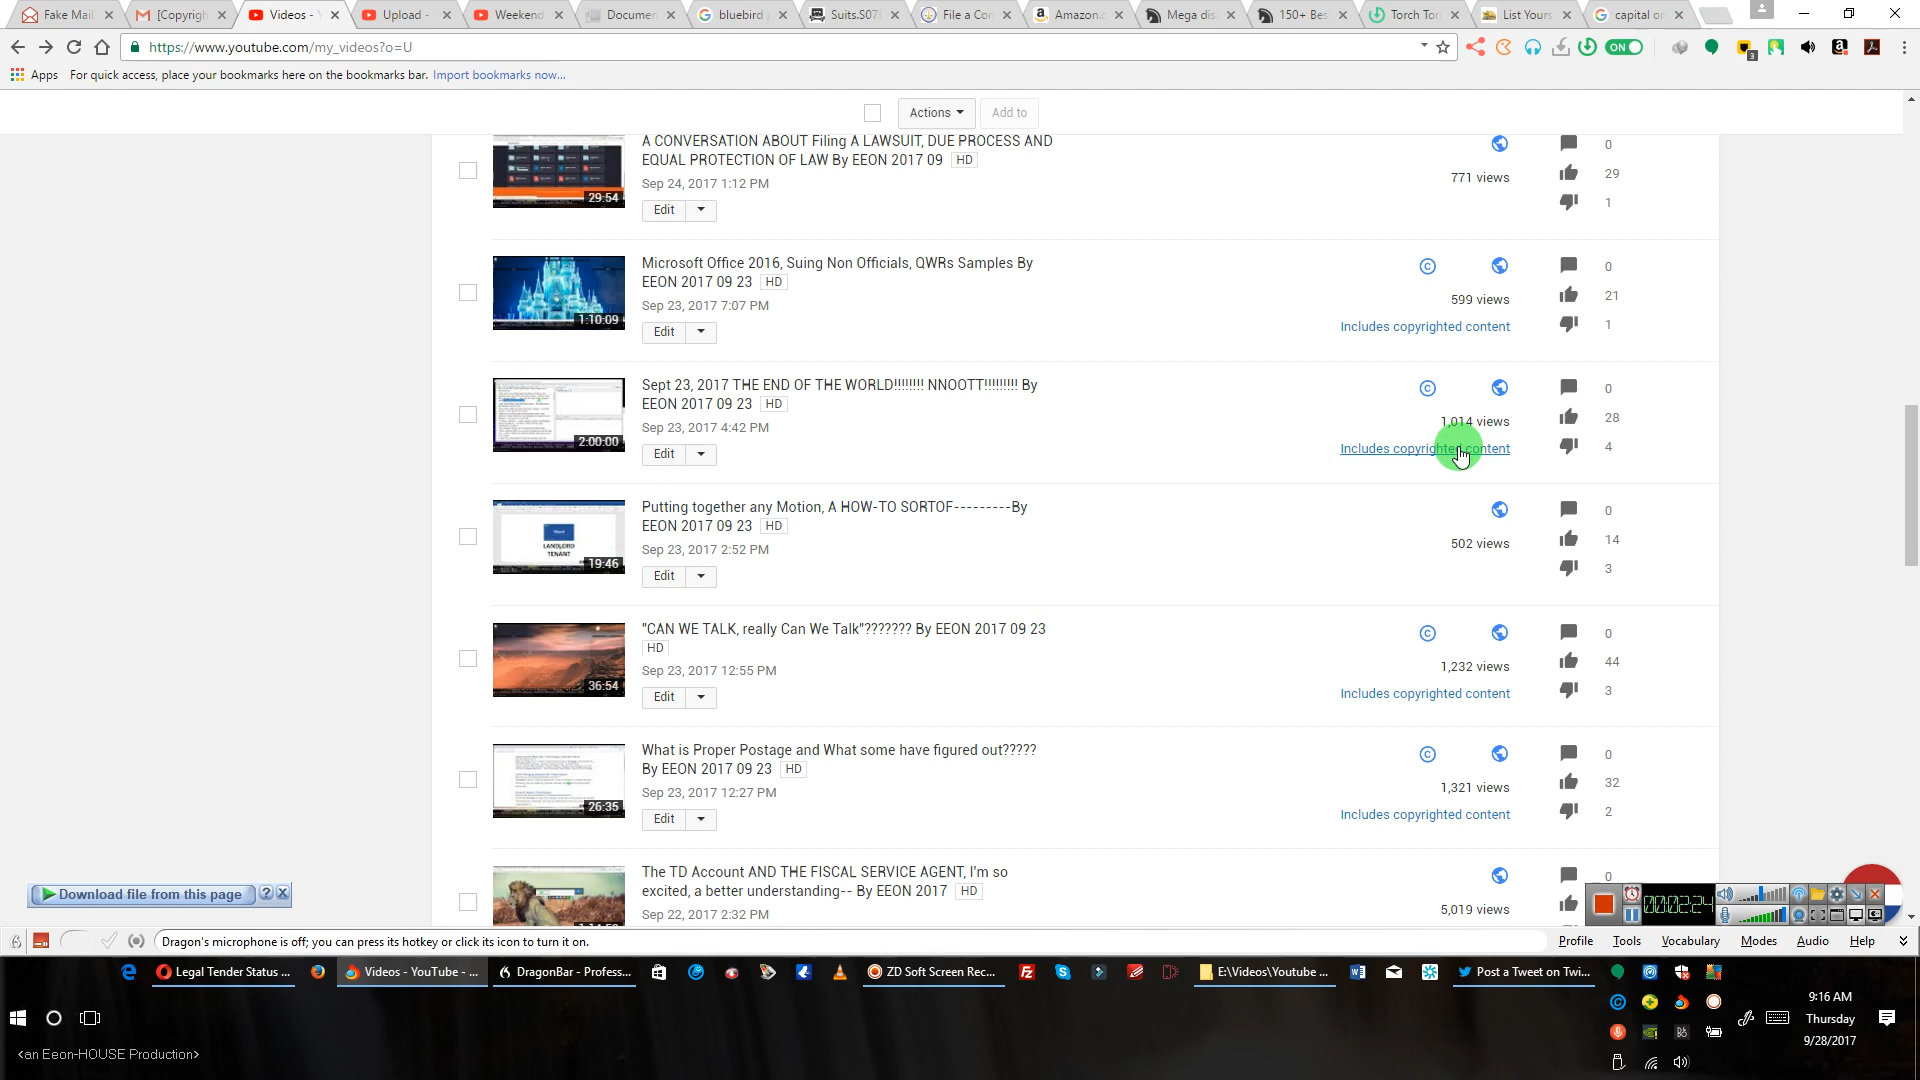 Fake Mail
[Copyrigh
Videos -
Upload -
Weekend
Documen
bluebird
Suits.S07
File a Co
Amazon.c
Mega dis
150+ Bes
Torch Tor
List Yours
capital o
https://www.youtube.com/my_videos?o=U
ON
3
Apps For quick access, place your bookmarks here on the bookmarks bar. Import bookmarks now...
Actions
Add to
A CONVERSATION ABOUT Filing A LAWSUIT, DUE PROCESS AND
EQUAL PROTECTION OF LAW By EEON 2017 09 HD
Sep 24, 2017 1:12 PM
Edit
29:54
771 views
0
29
1
Microsoft Office 2016, Suing Non Officials, QWRs Samples By
EEON 2017 09 23 HD
Sep 23, 2017 7:07 PM
Edit
1:10:09
599 views
Includes copyrighted content
0
21
1
Sept 23, 2017 THE END OF THE WORLD!!!!!!!! NNOOTT!!!!!!!!! By
EEON 2017 09 23 HD
Sep 23, 2017 4:42 PM
Edit
2:00:00
1,014 views
Includes copyrighted content
0
28
4
Putting together any Motion, A HOW-TO SORTOF---------By
EEON 2017 09 23 HD
Sep 23, 2017 2:52 PM
Edit
LANDLORD
TENANT
19:46
502 views
0
14
3
"CAN WE TALK, really Can We Talk"??????? By EEON 2017 09 23
HD
Sep 23, 2017 12:55 PM
Edit
36:54
1,232 views
Includes copyrighted content
0
44
3
What is Proper Postage and What some have figured out?????
By EEON 2017 09 23 HD
Sep 23, 2017 12:27 PM
Edit
26:35
1,321 views
Includes copyrighted content
0
32
2
The TD Account AND THE FISCAL SERVICE AGENT, I'm so
excited, a better understanding-- By EEON 2017 HD
Sep 22, 2017 2:32 PM
5,019 views
0
Download file from this page
00:02:24
Dragon's microphone is off; you can press its hotkey or click its icon to turn it on.
Profile Tools Vocabulary Modes Audio Help
Legal Tender Status ...
Videos - YouTube - ...
DragonBar - Profess...
ZD Soft Screen Rec...
E:\Videos\Youtube ...
Post a Tweet on Twi...
9:16 AM
Thursday
9/28/2017
<an Eeon-HOUSE Production>